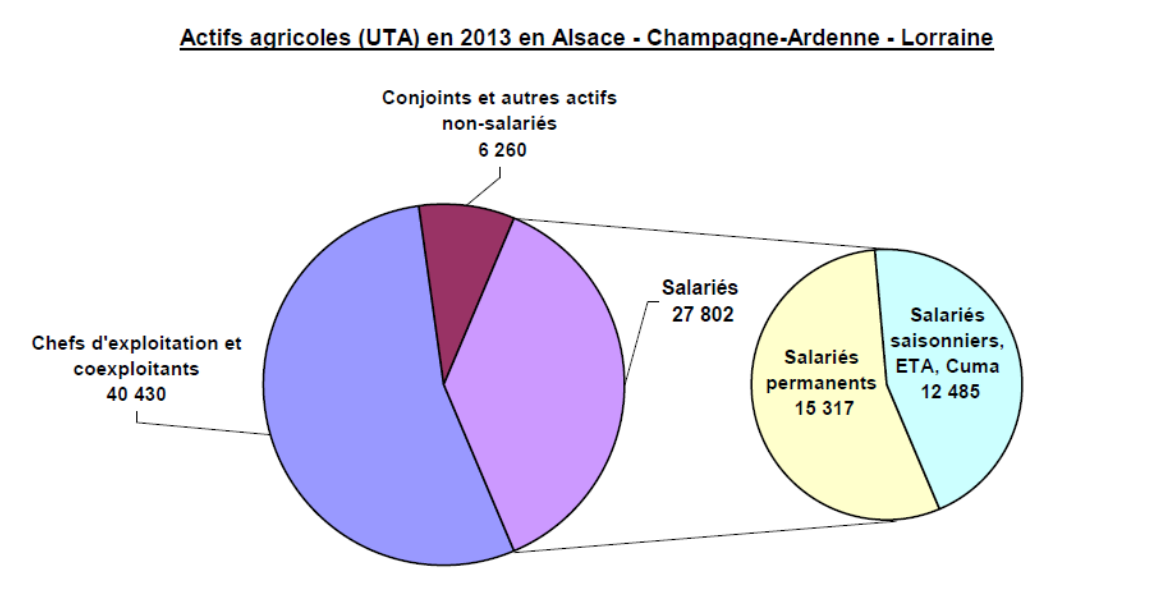 Actifs agricoles (UTA) en 2013 en Alsace - Champagne-Ardenne - Lorraine
Conjoints et autres actifs
non-salariés
6 260
Salariés
27 802
Chefs d'exploitation et
coexploitants
40 430
Salariés
permanents
15 317
Salariés
saisonniers,
ETA, Cuma
12 485